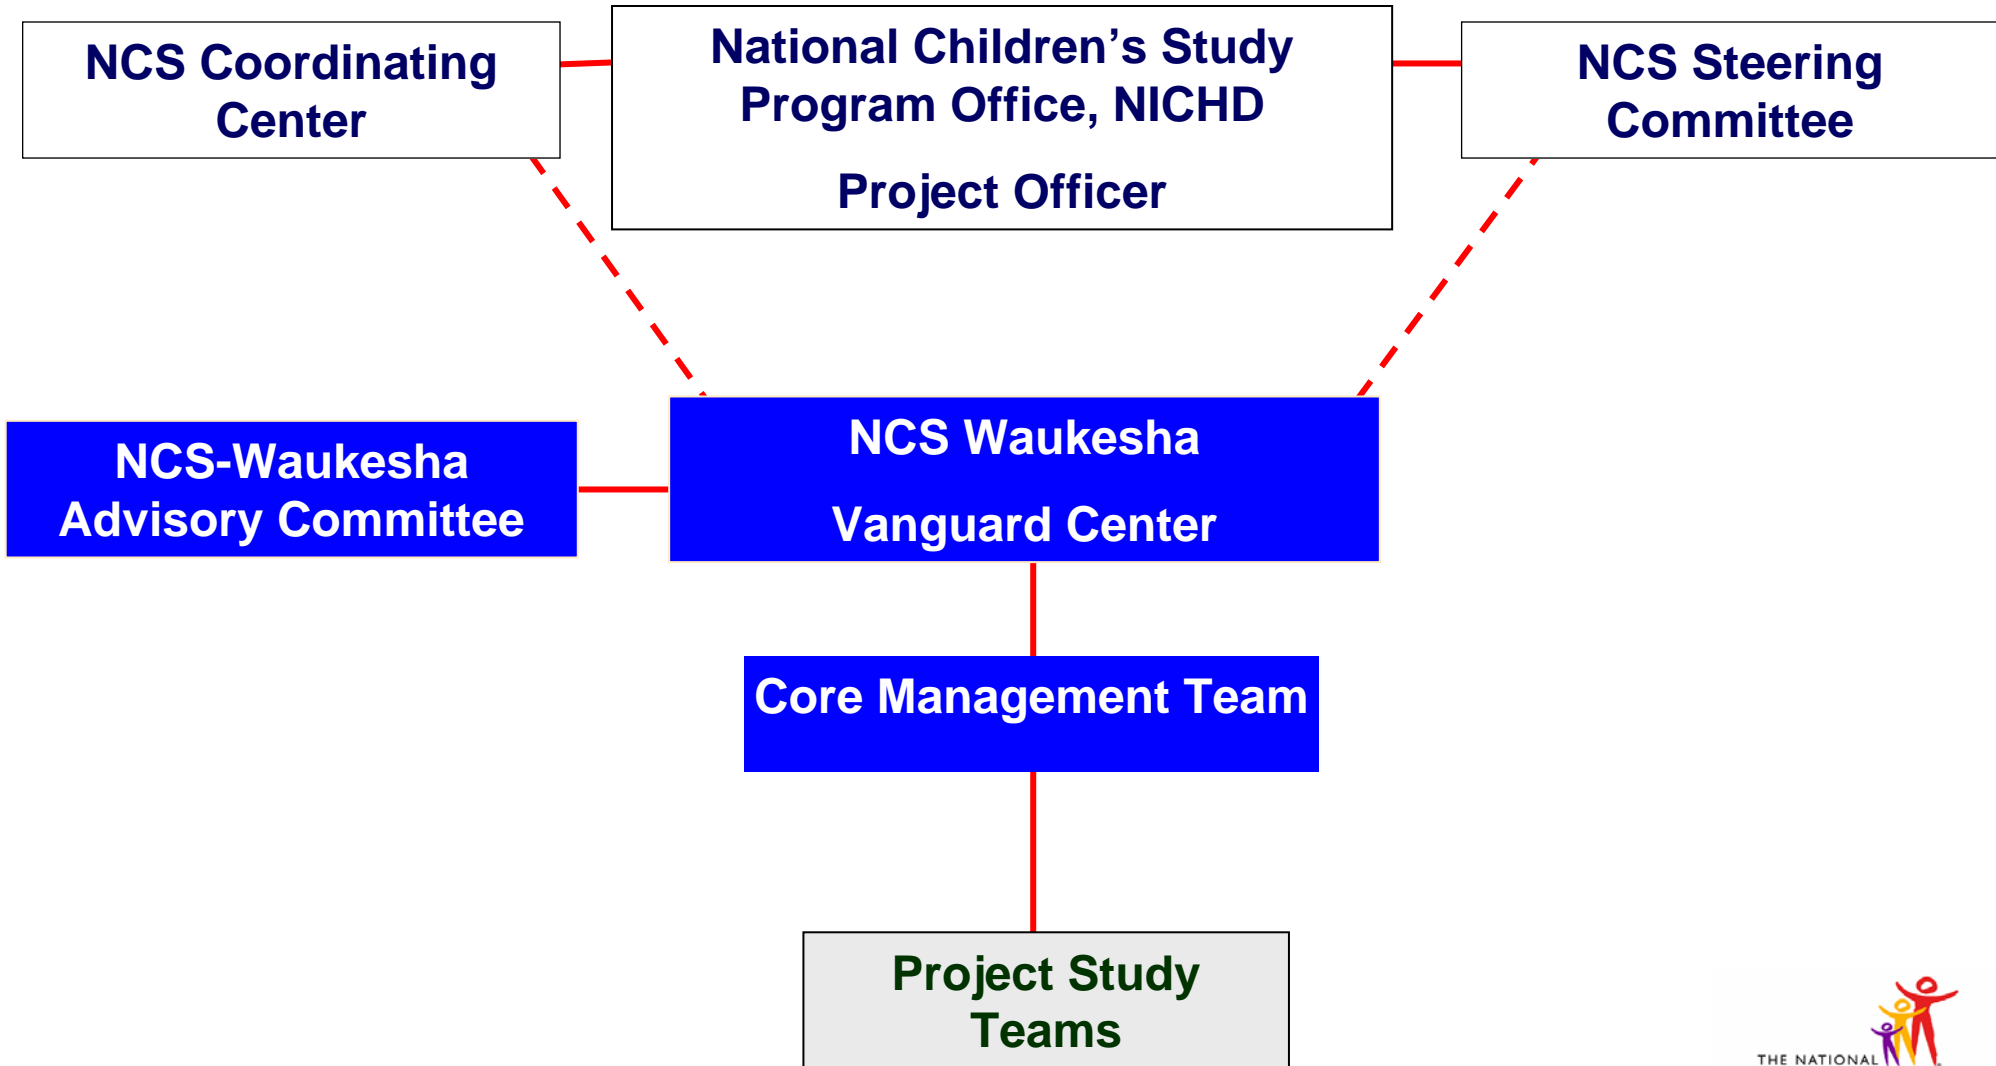 NCS Coordinating
Center
National Children’s Study
Program Office, NICHD
Project Officer
NCS Steering
Committee
NCS-Waukesha
Advisory Committee
NCS Waukesha
Vanguard Center
Core Management Team
Project Study
Teams
THE NATIONAL